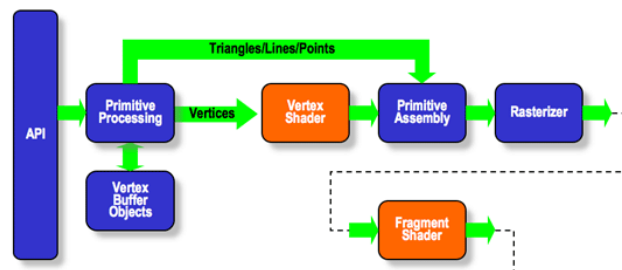 Triangles/Lines/Points
API
Primitive
Processing
Vertices
Vertex
Shader
Primitive
Assembly
Rasterizer
Vertex
Buffer
Objects
Fragment
Shader